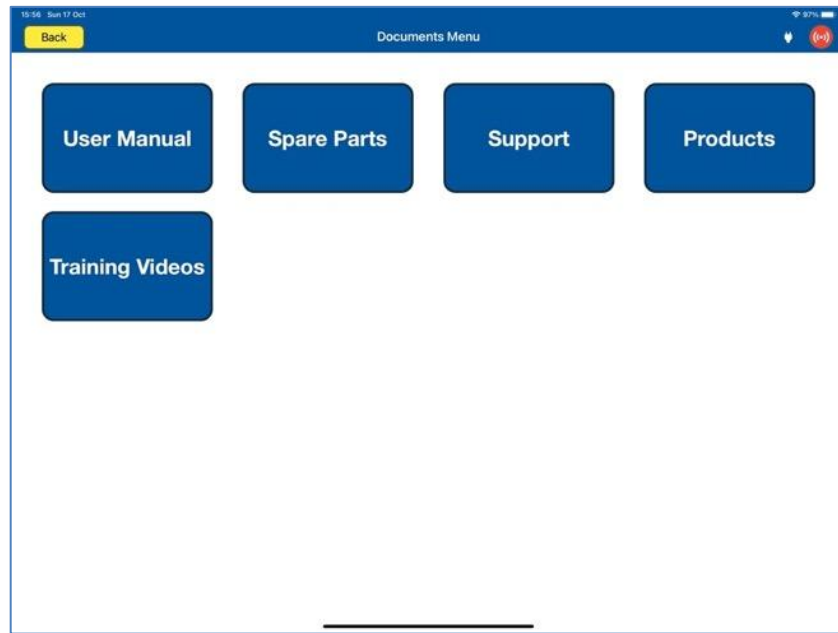 15:56 Sun 17 Oct
97%
Back
Documents Menu
User Manual
Spare Parts
Support
Products
Training Videos